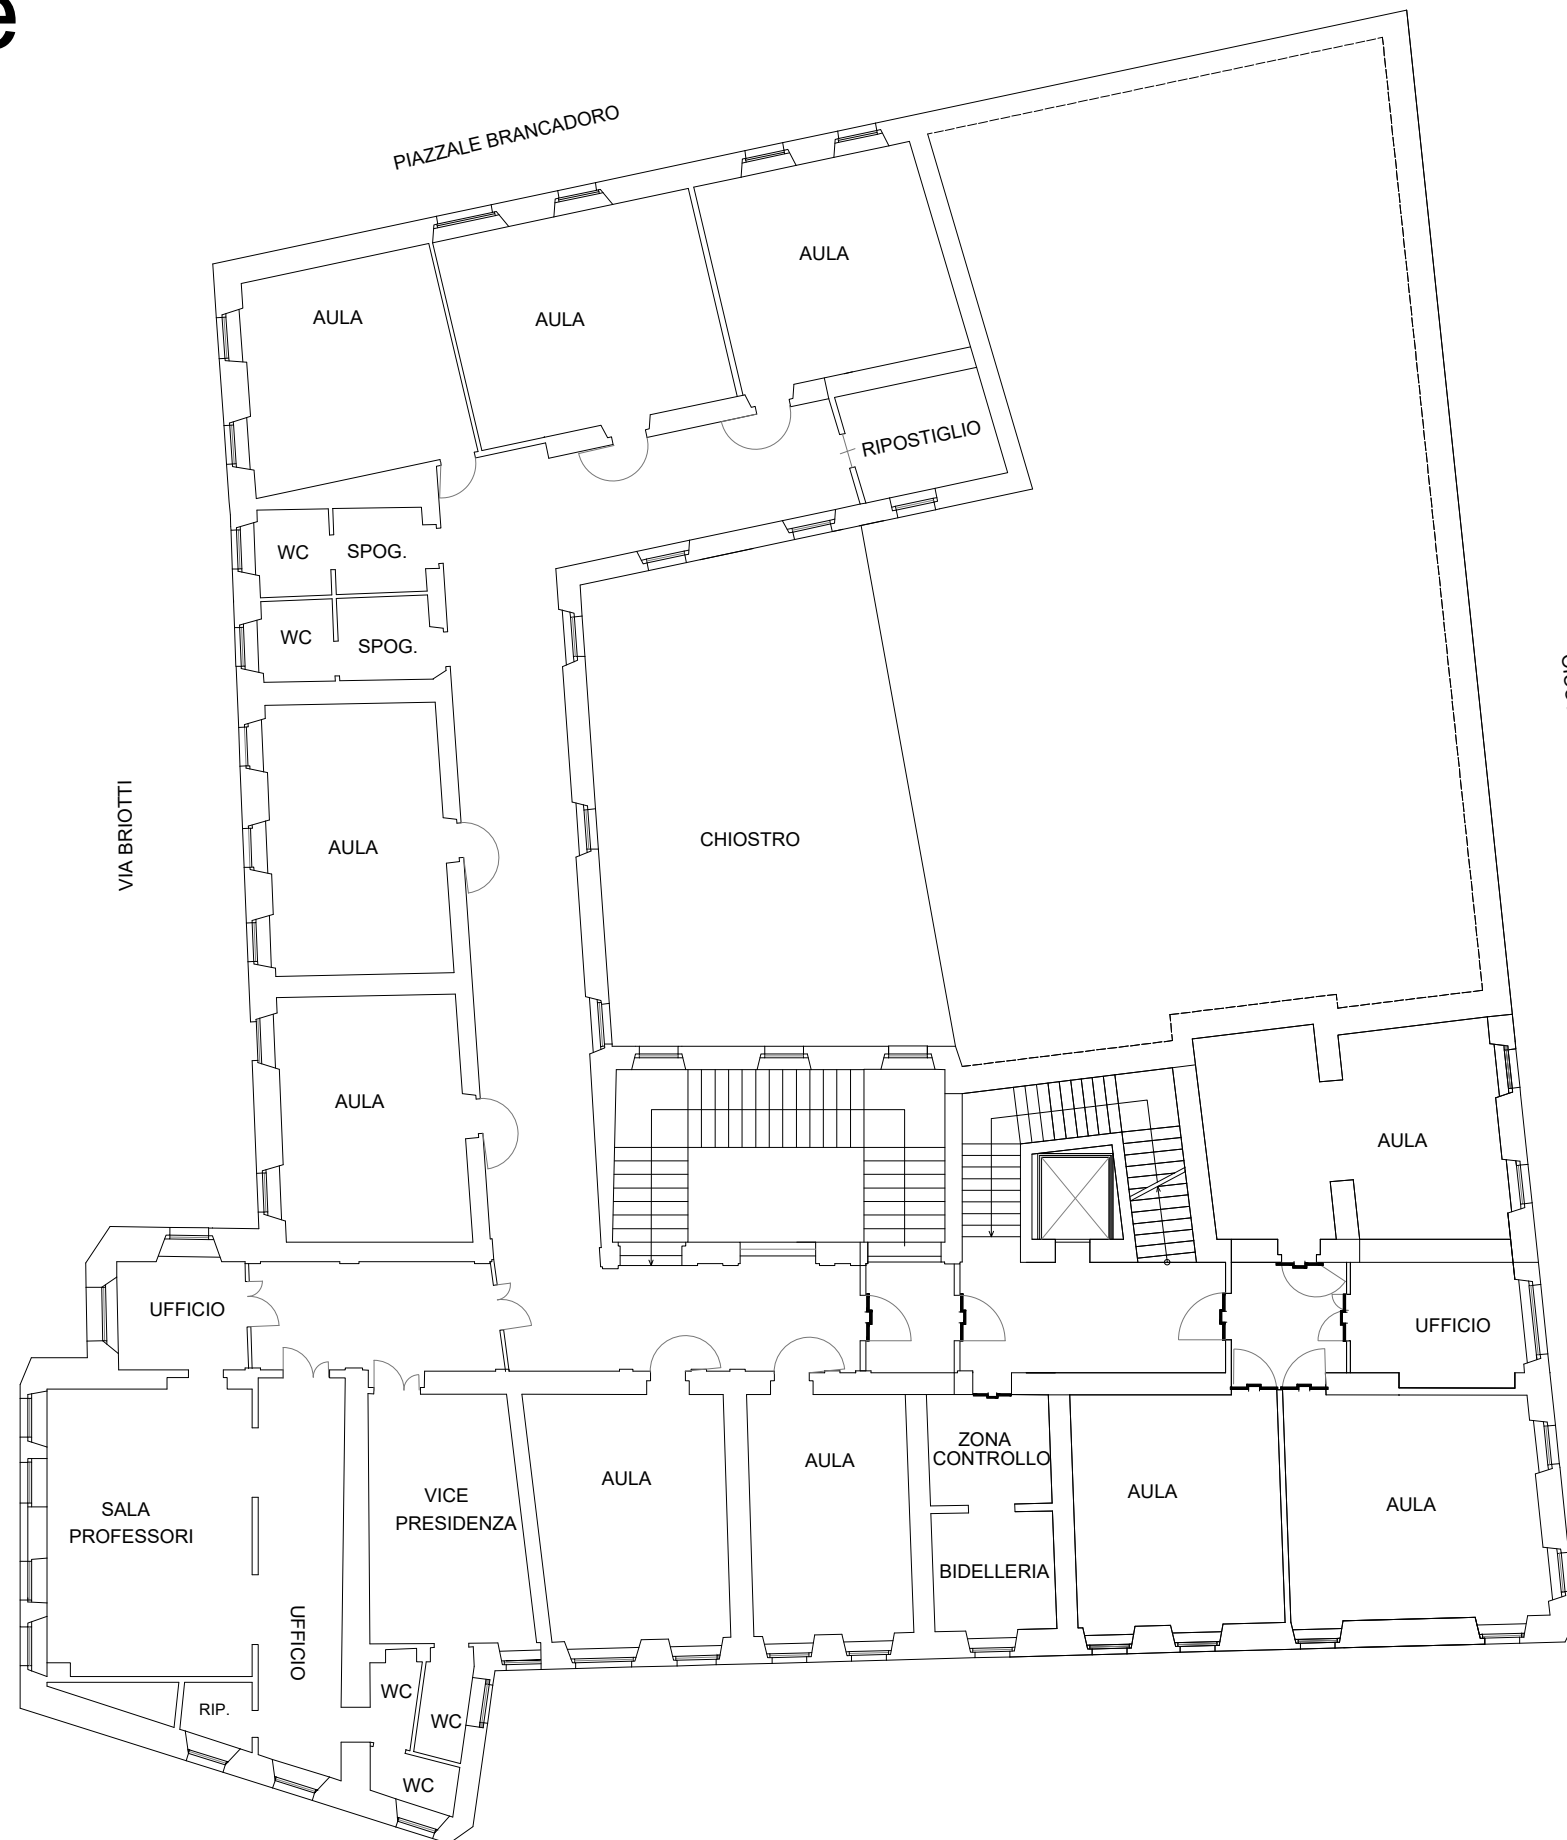 PIAZZALE BRANCADORO
AULA
AULA
AULA
RIPOSTIGLIO
WC
SPOG.
WC
SPOG.
VIA BRIOTTI
AULA
CHIOSTRO
AULA
AULA
UFFICIO
UFFICIO
SALA
PROFESSORI
UFFICIO
VICE
PRESIDENZA
AULA
AULA
ZONA
CONTROLLO
BIDELLERIA
AULA
AULA
RIP.
WC
WC
WC